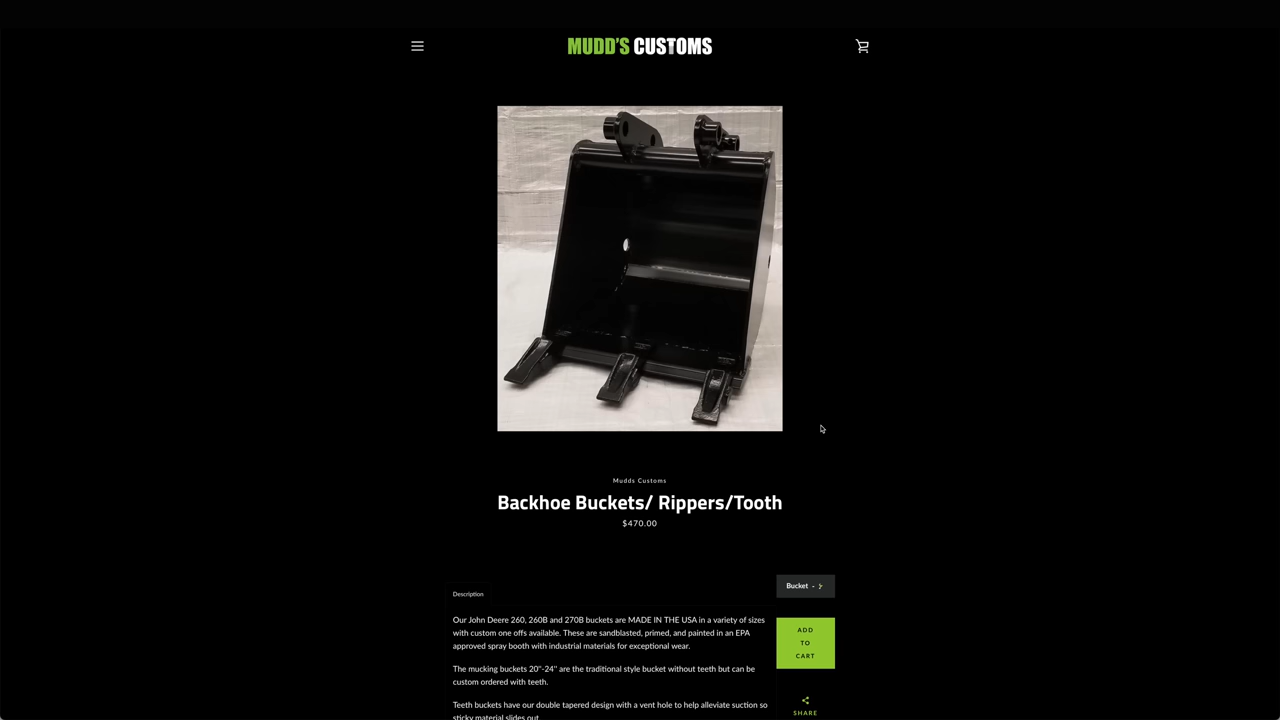 MUDD'S CUSTOMS
Mudds Customs
Backhoe Buckets/ Rippers/Tooth
$470.00
Bucket -
Description
Our John Deere 260, 260B and 270B buckets are MADE IN THE USA in a variety of sizes
with custom one offs available. These are sandblasted, primed, and painted in an EPA
approved spray booth with industrial materials for exceptional wear.
The mucking buckets 20"-24" are the traditional style bucket without teeth but can be
custom ordered with teeth.
Teeth buckets have our double tapered design with a vent hole to help alleviate suction so
sticky material slides out.
ADD
TO
CART
SHARE